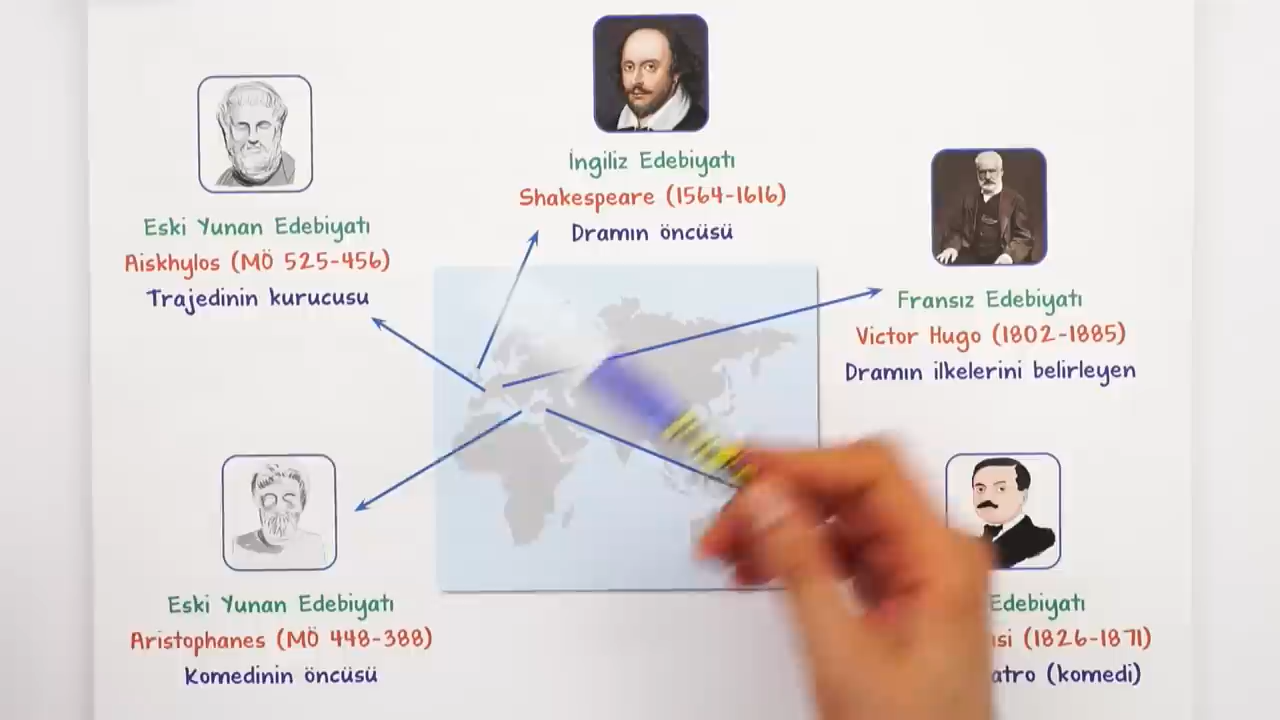 İngiliz Edebiyatı
Shakespeare (1564-1616)
Dramın öncüsü
Eski Yunan Edebiyatı
Aiskhylos (MÖ 525-456)
Trajedinin kurucusu
Fransız Edebiyatı
Victor Hugo (1802-1885)
Dramın ilkelerini belirleyen
Eski Yunan Edebiyatı
Aristophanes (MÖ 448-388)
Komedinin öncüsü
Edebiyatı
(1826-1871)
(komedi)